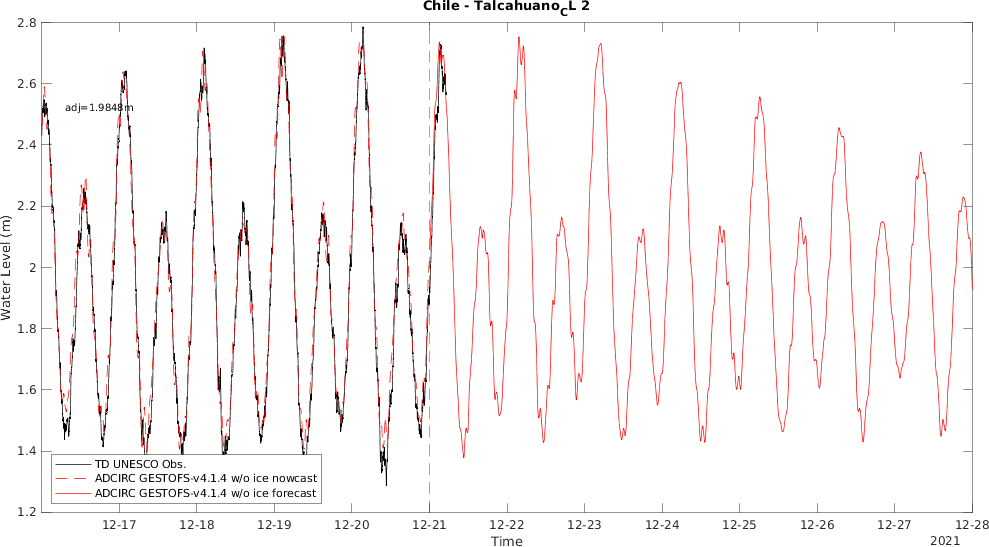 Chile - Talcahuano_CL 2
2.8
2.6
2.4
2.2
2
1.8
1.6
1.4
1.2
Water Level (m)
adj=1.9848m
TD UNESCO Obs.
ADCIRC GESTOFS-v4.1.4 w/o ice nowcast
ADCIRC GESTOFS-v4.1.4 w/o ice forecast
12-17 12-18 12-19 12-20 12-21 12-22 12-23 12-24 12-25 12-26 12-27 12-28
Time
2021